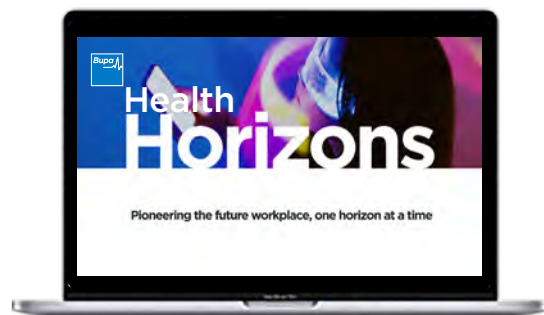 Bupa
Health
Horizons
Pioneering the future workplace, one horizon at a time